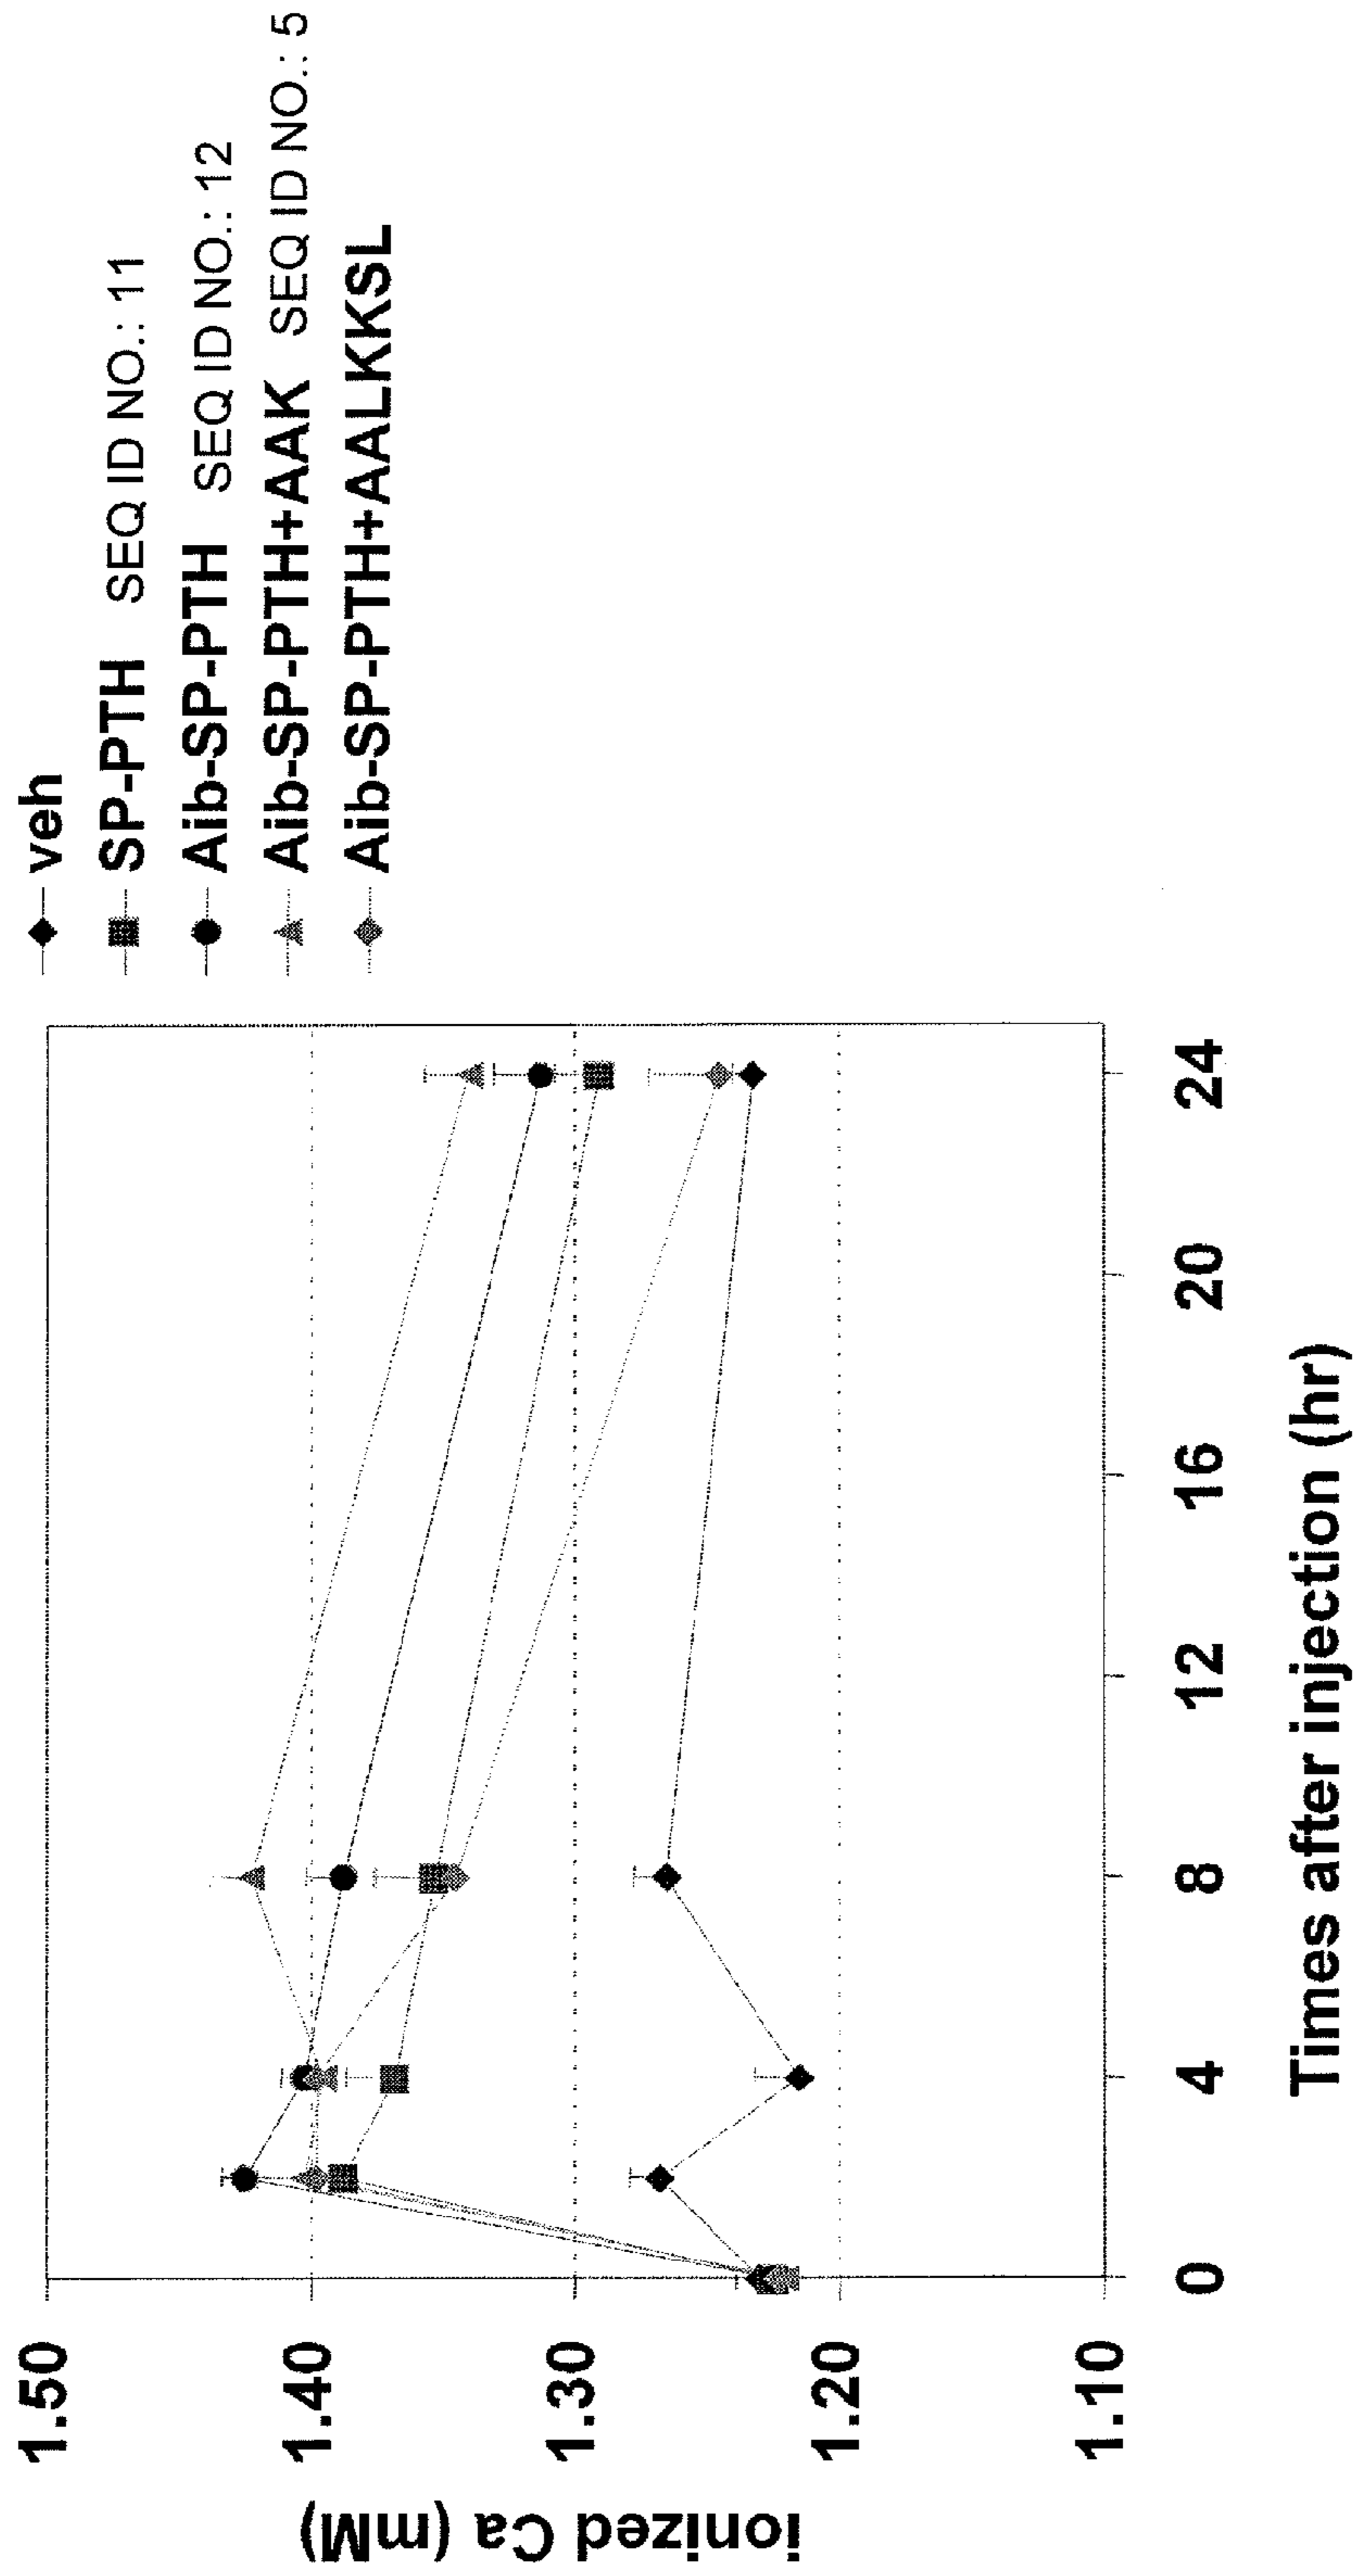 veh
SP-PTH SEQ ID NO.: 11
Aib-SP-PTH SEQ ID NO.: 12
Aib-SP-PTH+AAK SEQ ID NO.: 5
Aib-SP-PTH+AALKKSL
ionized Ca (mM)
1.50
1.40
1.30
1.20
1.10
0 4 8 12 16 20 24
Times after injection (hr)